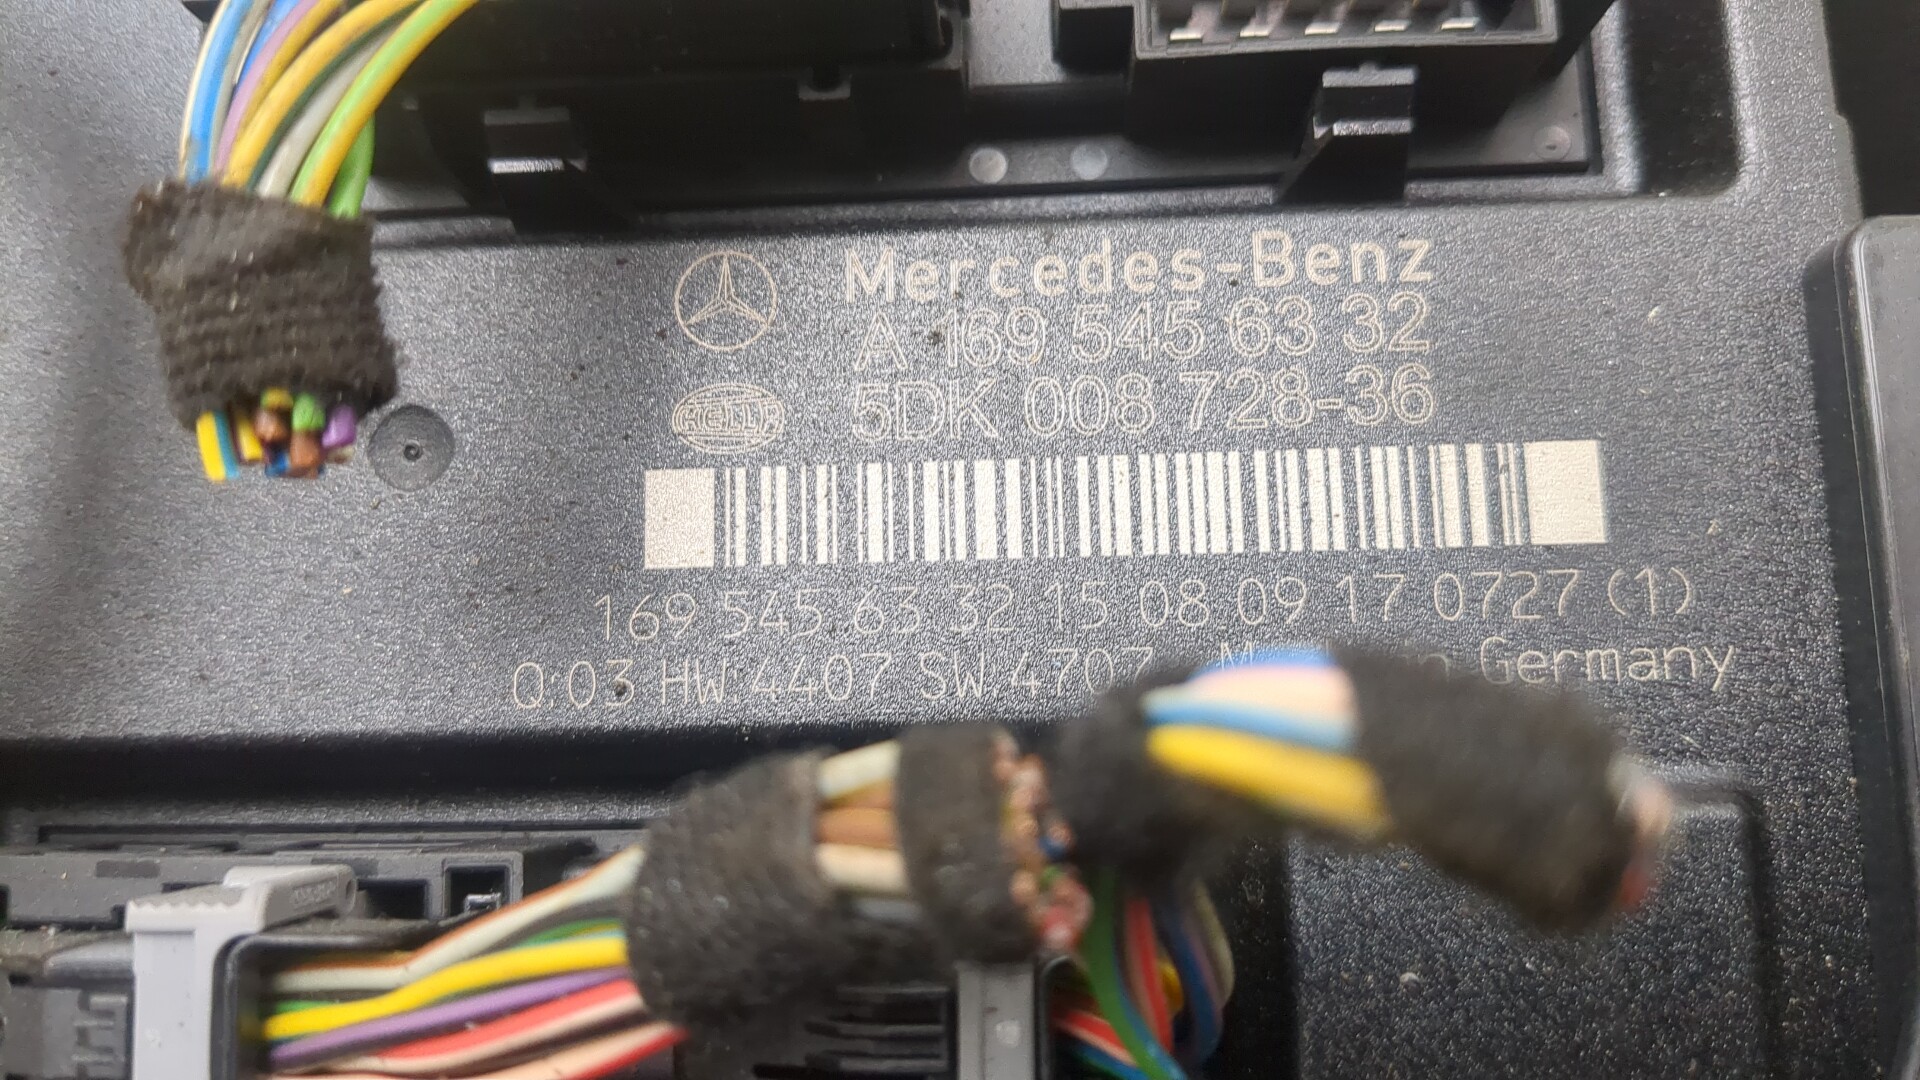 Mercedes-Benz
A 169 545 63 32
HELLA 5DK 008 728-36
169 545 63 32 15 08 09 17 0727 (1)
Q:03 HW:4407 SW:4707 Germany